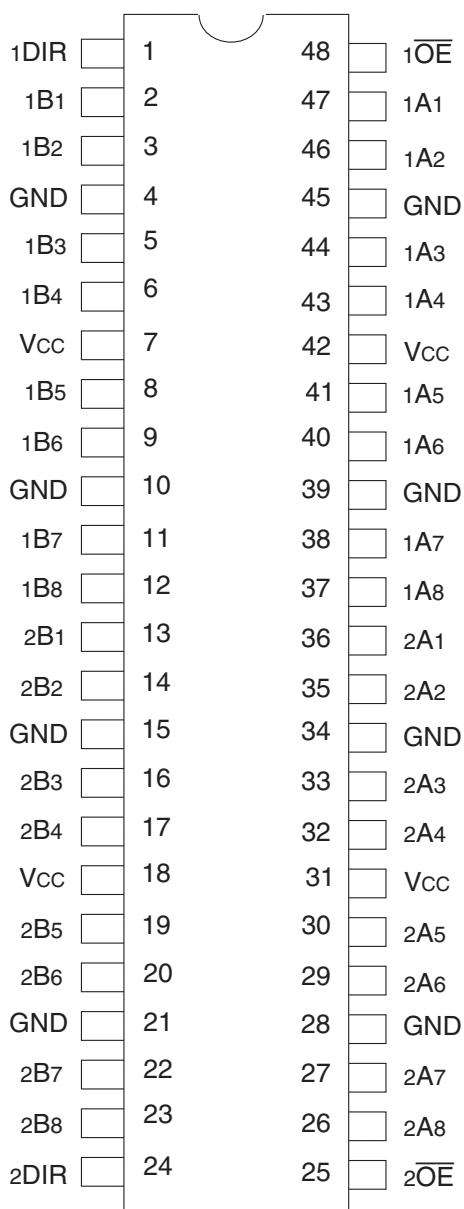 1DIR 1 48 1O̅E̅
1B1 2 47 1A1
1B2 3 46 1A2
GND 4 45 GND
1B3 5 44 1A3
1B4 6 43 1A4
VCC 7 42 VCC
1B5 8 41 1A5
1B6 9 40 1A6
GND 10 39 GND
1B7 11 38 1A7
1B8 12 37 1A8
2B1 13 36 2A1
2B2 14 35 2A2
GND 15 34 GND
2B3 16 33 2A3
2B4 17 32 2A4
VCC 18 31 VCC
2B5 19 30 2A5
2B6 20 29 2A6
GND 21 28 GND
2B7 22 27 2A7
2B8 23 26 2A8
2DIR 24 25 2O̅E̅